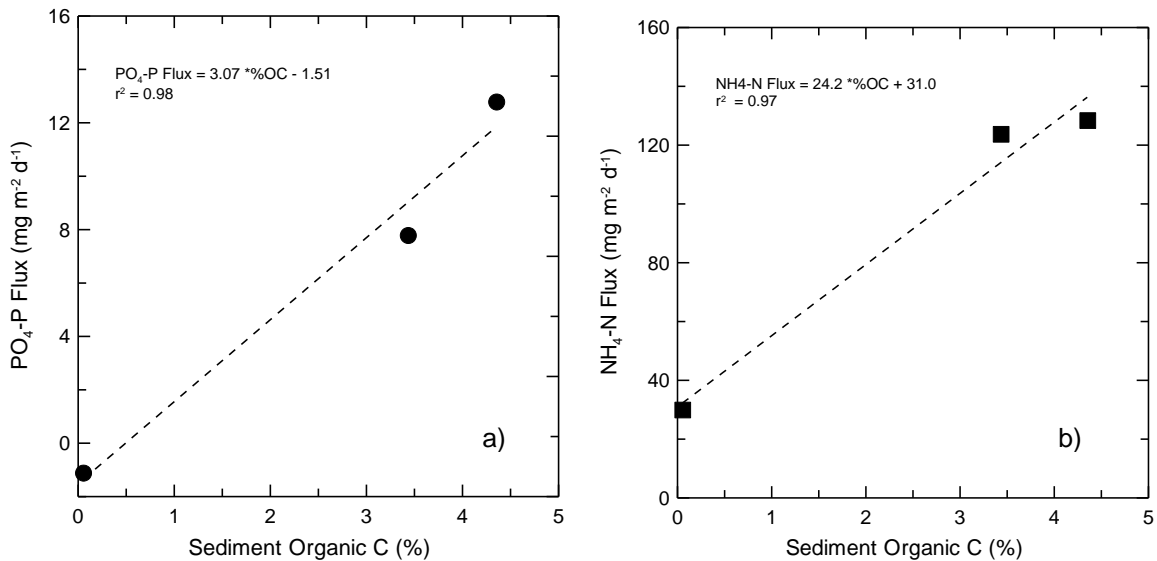 16
12
8
4
0
PO₄-P Flux (mg m⁻² d⁻¹)
PO₄-P Flux = 3.07 *%OC - 1.51
r² = 0.98
a)
0 1 2 3 4 5
Sediment Organic C (%)
160
120
80
40
0
NH₄-N Flux (mg m⁻² d⁻¹)
NH4-N Flux = 24.2 *%OC + 31.0
r² = 0.97
b)
0 1 2 3 4 5
Sediment Organic C (%)